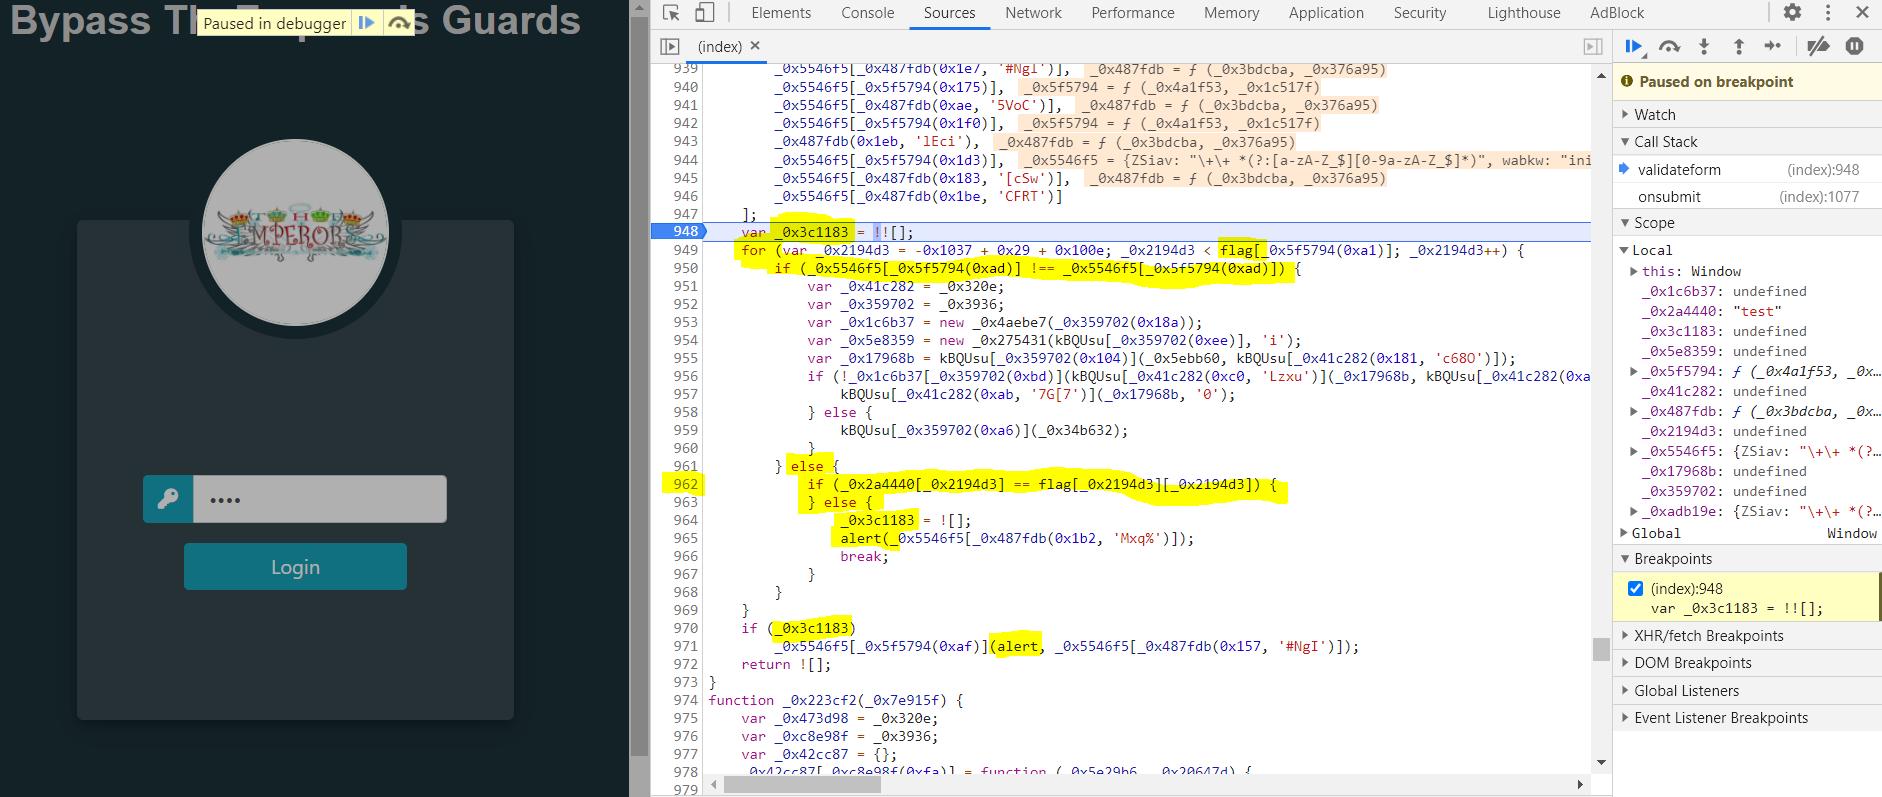 Bypass Th
s Guards
Paused in debugger
THE
EMPEROR
••••
Login
Elements Console Sources Network Performance Memory Application Security Lighthouse AdBlock
(index) ×
939 _0x5546f5[_0x487fdb(0x1e7, '#NgI')], _0x487fdb = ƒ (_0x3bdcba, _0x376a95)
940 _0x5546f5[_0x5f5794(0x175)], _0x5f5794 = ƒ (_0x4a1f53, _0x1c517f)
941 _0x5546f5[_0x487fdb(0xae, '5VoC')], _0x487fdb = ƒ (_0x3bdcba, _0x376a95)
942 _0x5546f5[_0x5f5794(0x1f0)], _0x5f5794 = ƒ (_0x4a1f53, _0x1c517f)
943 _0x487fdb(0x1eb, 'lEci'), _0x487fdb = ƒ (_0x3bdcba, _0x376a95)
944 _0x5546f5[_0x5f5794(0x1d3)], _0x5546f5 = {ZSiav: "\+\+ *(?:[a-zA-Z_$][0-9a-zA-Z_$]*)", wabkw: "ini
945 _0x5546f5[_0x487fdb(0x183, '[cSw')], _0x487fdb = ƒ (_0x3bdcba, _0x376a95)
946 _0x5546f5[_0x487fdb(0x1be, 'CFRT')]
947 ];
948 var _0x3c1183 = !![];
949 for (var _0x2194d3 = -0x1037 + 0x29 + 0x100e; _0x2194d3 < flag[_0x5f5794(0xa1)]; _0x2194d3++) {
950 if (_0x5546f5[_0x5f5794(0xad)] !== _0x5546f5[_0x5f5794(0xad)]) {
951 var _0x41c282 = _0x320e;
952 var _0x359702 = _0x3936;
953 var _0x1c6b37 = new _0x4aebe7(_0x359702(0x18a));
954 var _0x5e8359 = new _0x275431(kBQUsu[_0x359702(0xee)], 'i');
955 var _0x17968b = kBQUsu[_0x359702(0x104)](_0x5ebb60, kBQUsu[_0x41c282(0x181, 'c68O')]);
956 if (!_0x1c6b37[_0x359702(0xbd)](kBQUsu[_0x41c282(0xc0, 'Lzxu')](_0x17968b, kBQUsu[_0x41c282(0xa
957 kBQUsu[_0x41c282(0xab, '7G[7')](_0x17968b, '0');
958 } else {
959 kBQUsu[_0x359702(0xa6)](_0x34b632);
960 }
961 } else {
962 if (_0x2a4440[_0x2194d3] == flag[_0x2194d3][_0x2194d3]) {
963 } else {
964 _0x3c1183 = ![];
965 alert(_0x5546f5[_0x487fdb(0x1b2, 'Mxq%')]);
966 break;
967 }
968 }
969 }
970 if (_0x3c1183)
971 _0x5546f5[_0x5f5794(0xaf)](alert, _0x5546f5[_0x487fdb(0x157, '#NgI')]);
972 return ![];
973 }
974 function _0x223cf2(_0x7e915f) {
975 var _0x473d98 = _0x320e;
976 var _0xc8e98f = _0x3936;
977 var _0x42cc87 = {};
978 _0x42cc87[_0xc8e98f(0xfa)] = function (_0x5e29b6, _0x20647d) {
979
Paused on breakpoint
Watch
Call Stack
validateform (index):948
onsubmit (index):1077
Scope
Local
this: Window
_0x1c6b37: undefined
_0x2a4440: "test"
_0x3c1183: undefined
_0x5e8359: undefined
_0x5f5794: ƒ (_0x4a1f53, _0x…
_0x41c282: undefined
_0x487fdb: ƒ (_0x3bdcba, _0x…
_0x2194d3: undefined
_0x5546f5: {ZSiav: "\+\+ *(?…
_0x17968b: undefined
_0x359702: undefined
_0xadb19e: {ZSiav: "\+\+ *(?…
Global Window
Breakpoints
(index):948
var _0x3c1183 = !![];
XHR/fetch Breakpoints
DOM Breakpoints
Global Listeners
Event Listener Breakpoints